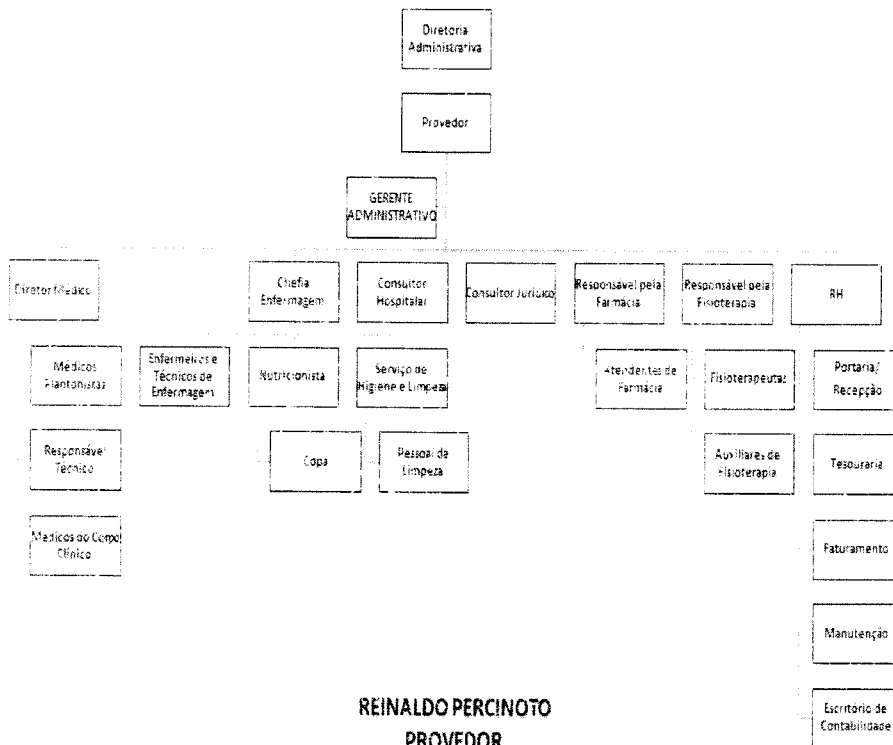 Diretoria
Administrativa
Provedor
GERENTE
ADMINISTRATIVO
Diretor Médico
Chefia
Enfermagem
Consultor
Hospitalar
Consultor Jurídico
Responsável pela
Farmácia
Responsável pela
Fisioterapia
RH
Médicos
Plantonistas
Enfermeiros e
Técnicos de
Enfermagem
Nutricionista
Serviço de
Higiene e Limpeza
Atendentes de
Farmácia
Fisioterapeutas
Portaria/
Recepção
Responsável
Técnico
Copa
Pessoal de
Limpeza
Auxiliares de
Fisioterapia
Tesouraria
Médicos do Corpo
Clínico
Faturamento
Manutenção
Escritório de
Contabilidade
REINALDO PERCINOTO
PROVEDOR